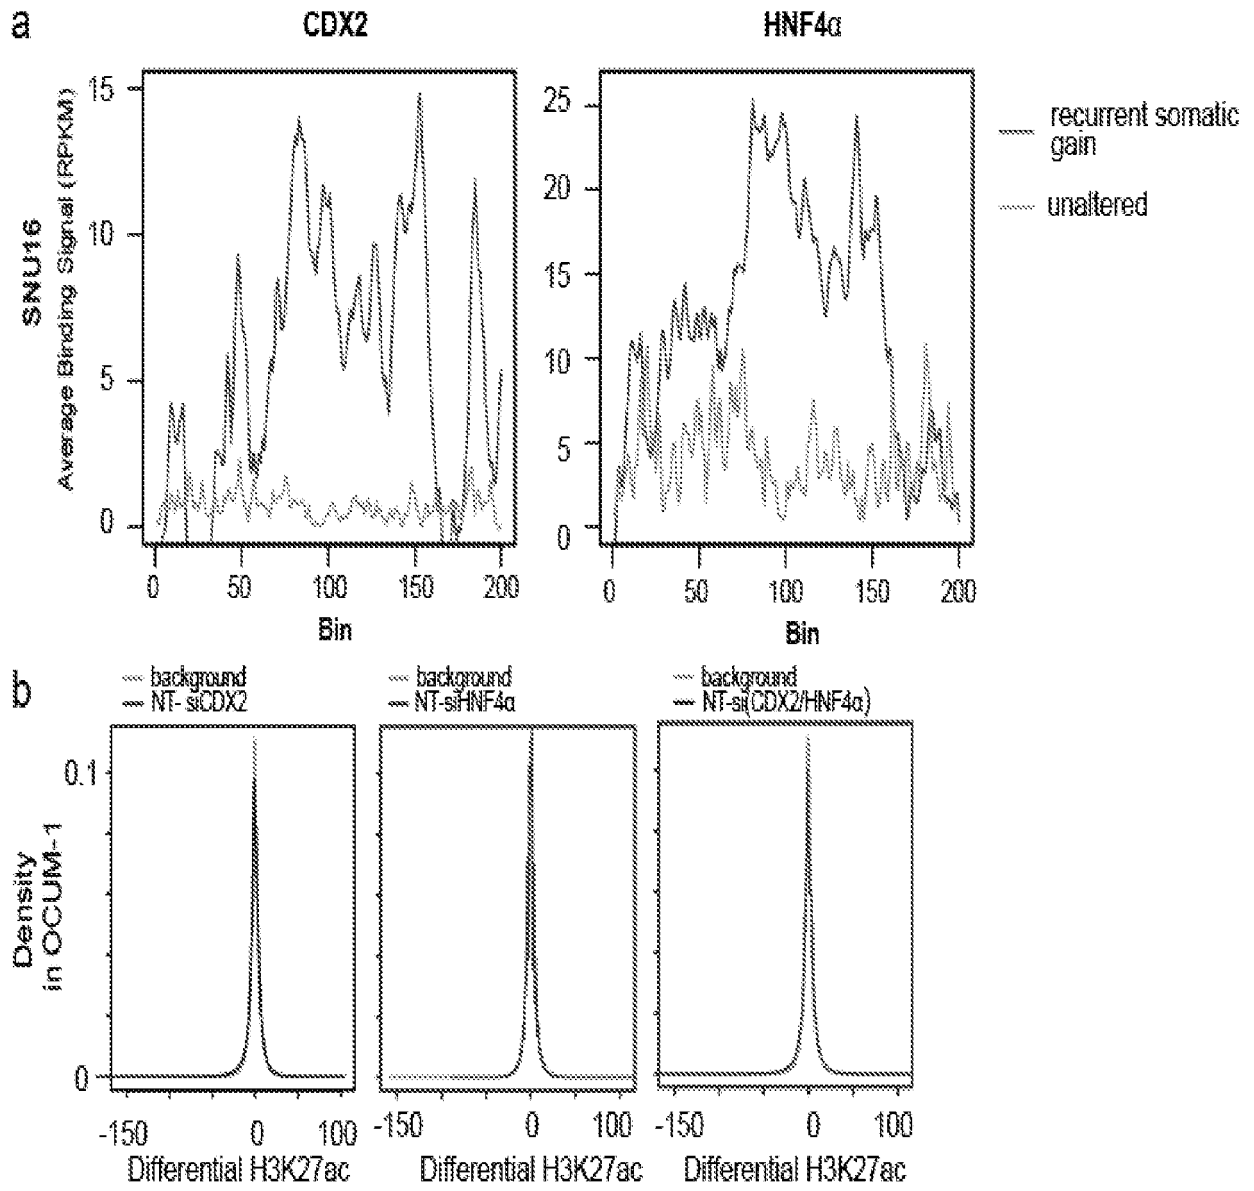 a
CDX2
HNF4α
SNU16
Average Binding Signal (RPKM)
15
10
5
0
25
20
15
10
5
0
recurrent somatic
gain
unaltered
0 50 100 150 200
0 50 100 150 200
Bin
Bin
b
background
NT- siCDX2
background
NT-siHNF4α
background
NT-si(CDX2/HNF4α)
Density
in OCUM-1
0.1
0
-150 0 100
-150 0 100
-150 0 100
Differential H3K27ac
Differential H3K27ac
Differential H3K27ac